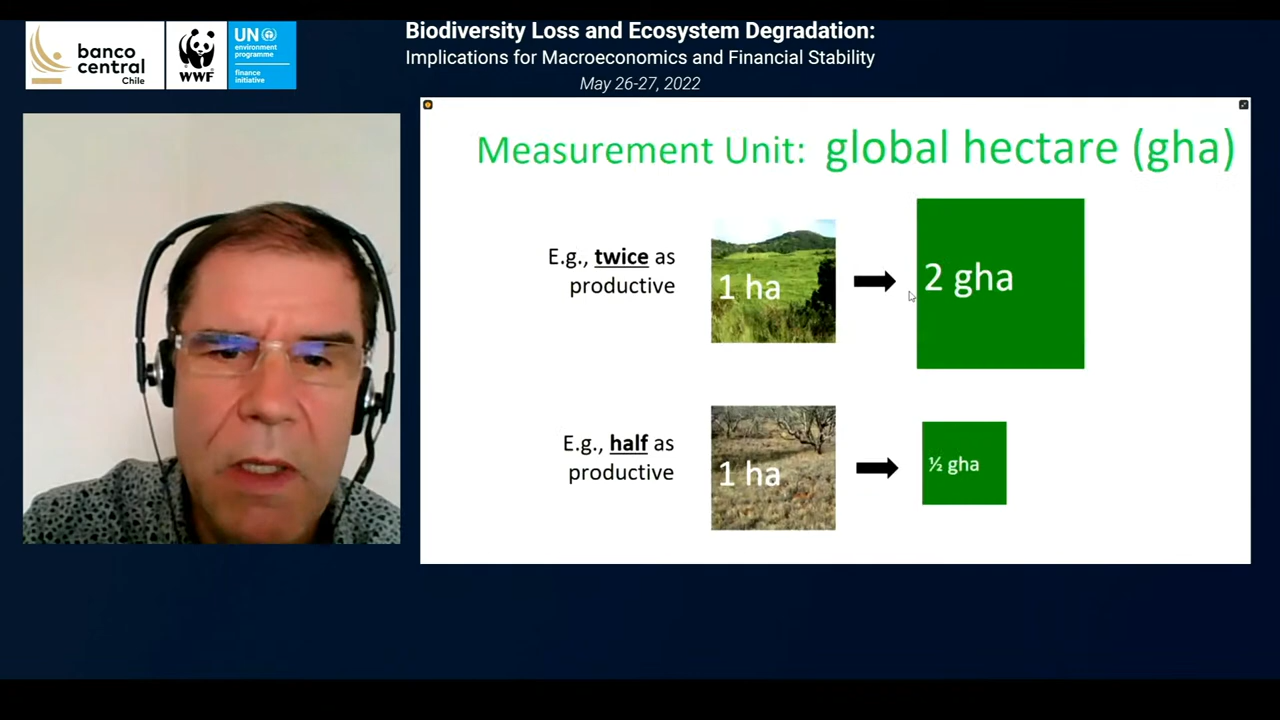 Biodiversity Loss and Ecosystem Degradation:
Implications for Macroeconomics and Financial Stability
May 26-27, 2022
banco
central
Chile
WWF
UN
environment
programme
finance
initiative
Measurement Unit: global hectare (gha)
E.g., twice as
productive
1 ha
2 gha
E.g., half as
productive
1 ha
½ gha